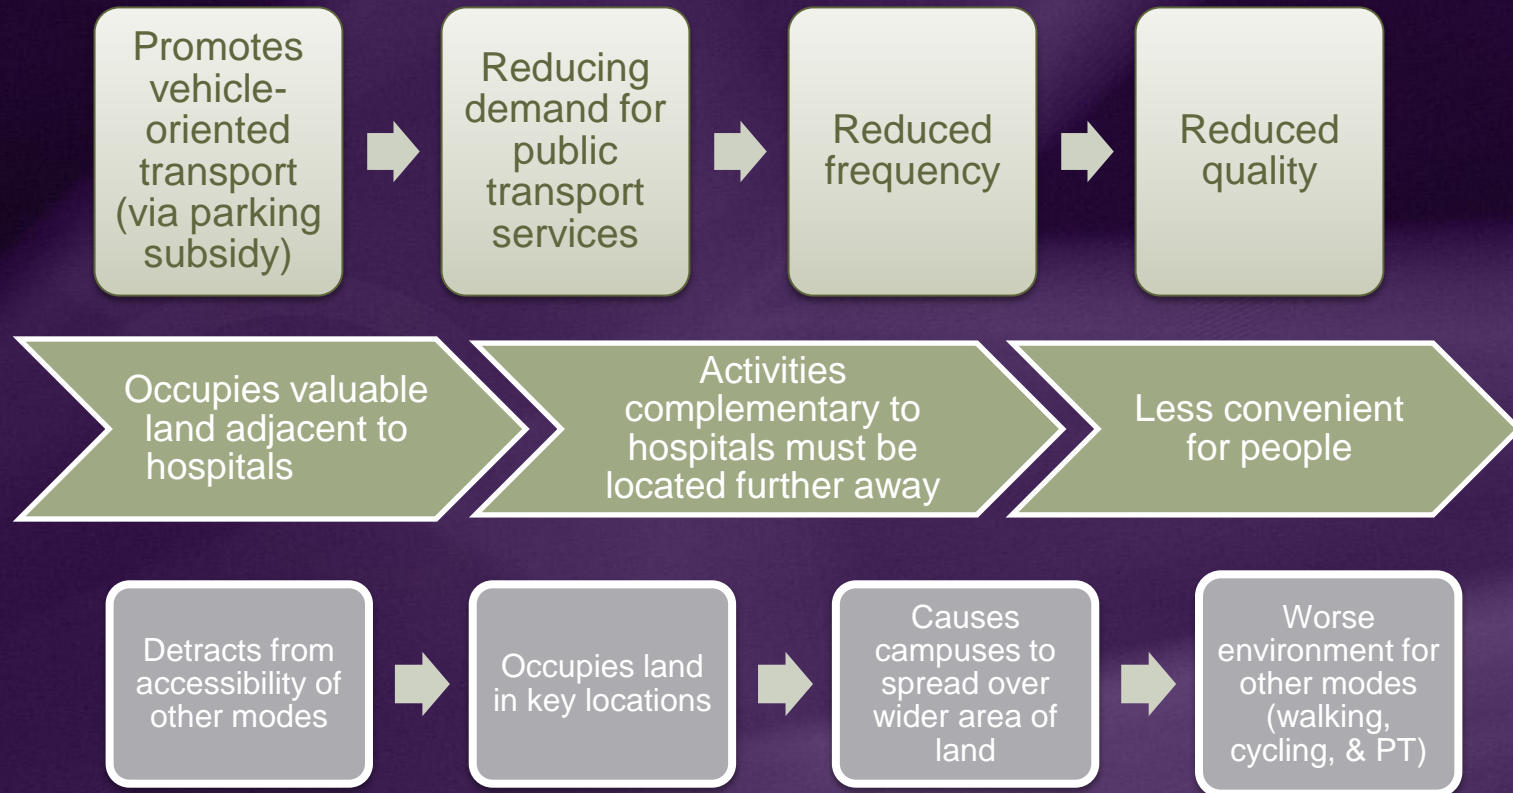 Promotes
vehicle-
oriented
transport
(via parking
subsidy)
Reducing
demand for
public
transport
services
Reduced
frequency
Reduced
quality
Occupies valuable
land adjacent to
hospitals
Activities
complementary to
hospitals must be
located further away
Less convenient
for people
Detracts from
accessibility of
other modes
Occupies land
in key locations
Causes
campuses to
spread over
wider area of
land
Worse
environment for
other modes
(walking,
cycling, & PT)